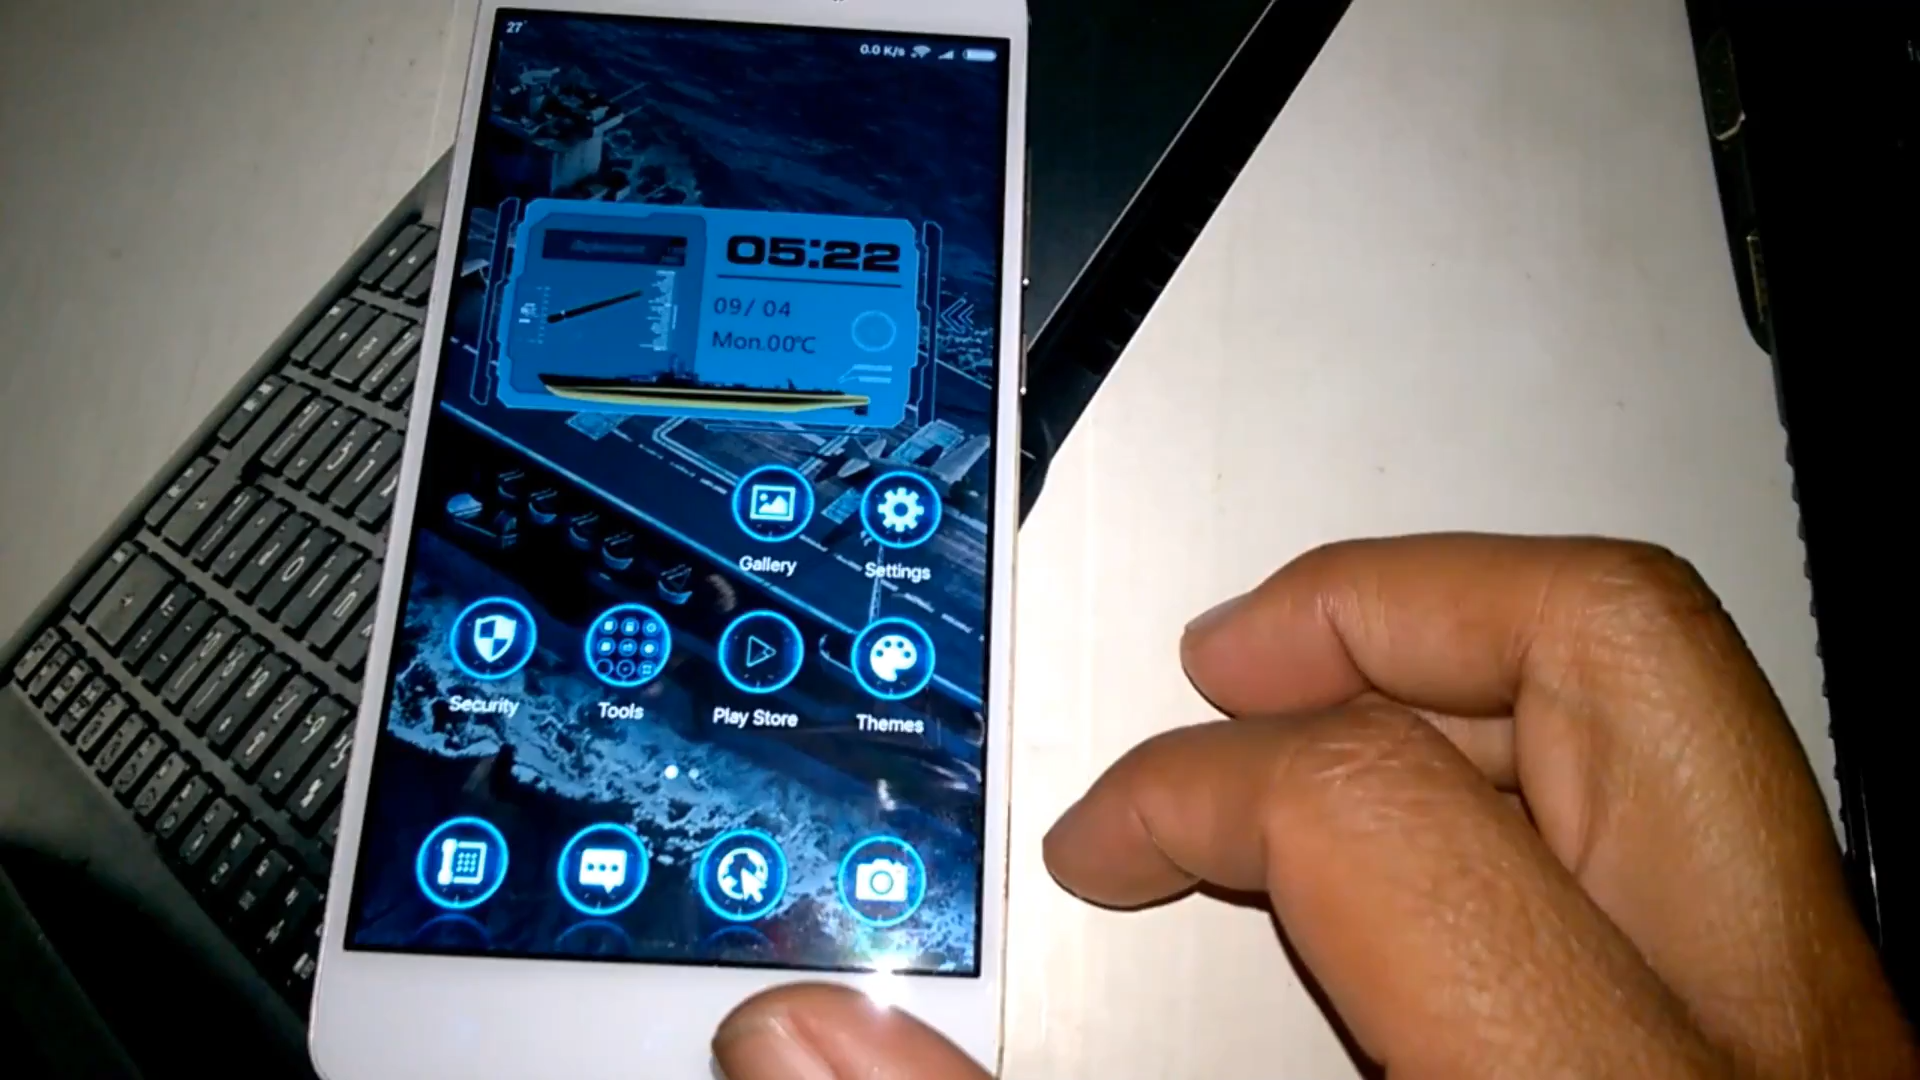 27°
0.0 K/s
05:22
09/ 04
Mon.00℃
Gallery
Settings
Security
Tools
Play Store
Themes